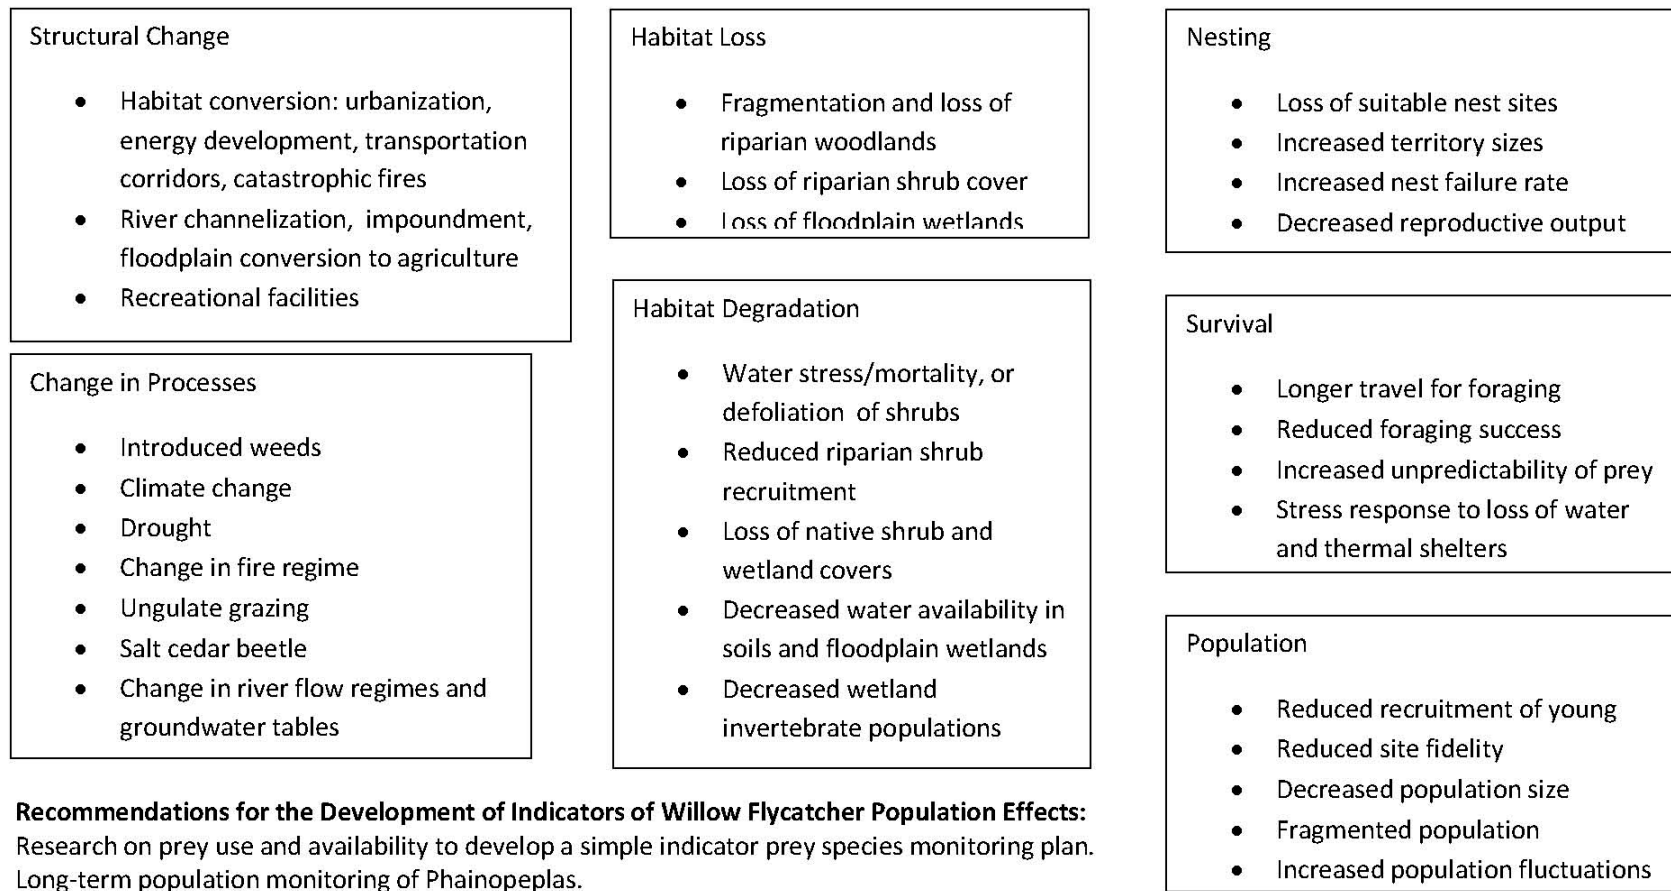 Structural Change
• Habitat conversion: urbanization,
energy development, transportation
corridors, catastrophic fires
• River channelization, impoundment,
floodplain conversion to agriculture
• Recreational facilities
Change in Processes
• Introduced weeds
• Climate change
• Drought
• Change in fire regime
• Ungulate grazing
• Salt cedar beetle
• Change in river flow regimes and
groundwater tables
Habitat Loss
• Fragmentation and loss of
riparian woodlands
• Loss of riparian shrub cover
• Loss of floodplain wetlands
Habitat Degradation
• Water stress/mortality, or
defoliation of shrubs
• Reduced riparian shrub
recruitment
• Loss of native shrub and
wetland covers
• Decreased water availability in
soils and floodplain wetlands
• Decreased wetland
invertebrate populations
Nesting
• Loss of suitable nest sites
• Increased territory sizes
• Increased nest failure rate
• Decreased reproductive output
Survival
• Longer travel for foraging
• Reduced foraging success
• Increased unpredictability of prey
• Stress response to loss of water
and thermal shelters
Population
• Reduced recruitment of young
• Reduced site fidelity
• Decreased population size
• Fragmented population
• Increased population fluctuations
Recommendations for the Development of Indicators of Willow Flycatcher Population Effects:
Research on prey use and availability to develop a simple indicator prey species monitoring plan.
Long-term population monitoring of Phainopeplas.